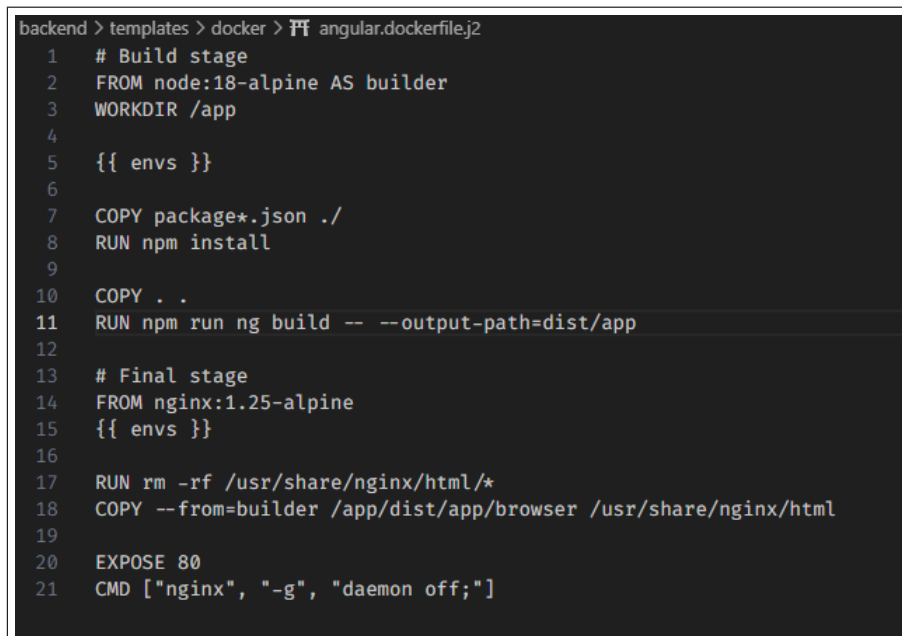 backend > templates > docker > angular.dockerfile.j2
1 # Build stage
2 FROM node:18-alpine AS builder
3 WORKDIR /app
4
5 {{ envs }}
6
7 COPY package*.json ./
8 RUN npm install
9
10 COPY . .
11 RUN npm run ng build -- --output-path=dist/app
12
13 # Final stage
14 FROM nginx:1.25-alpine
15 {{ envs }}
16
17 RUN rm -rf /usr/share/nginx/html/*
18 COPY --from=builder /app/dist/app/browser /usr/share/nginx/html
19
20 EXPOSE 80
21 CMD ["nginx", "-g", "daemon off;"]